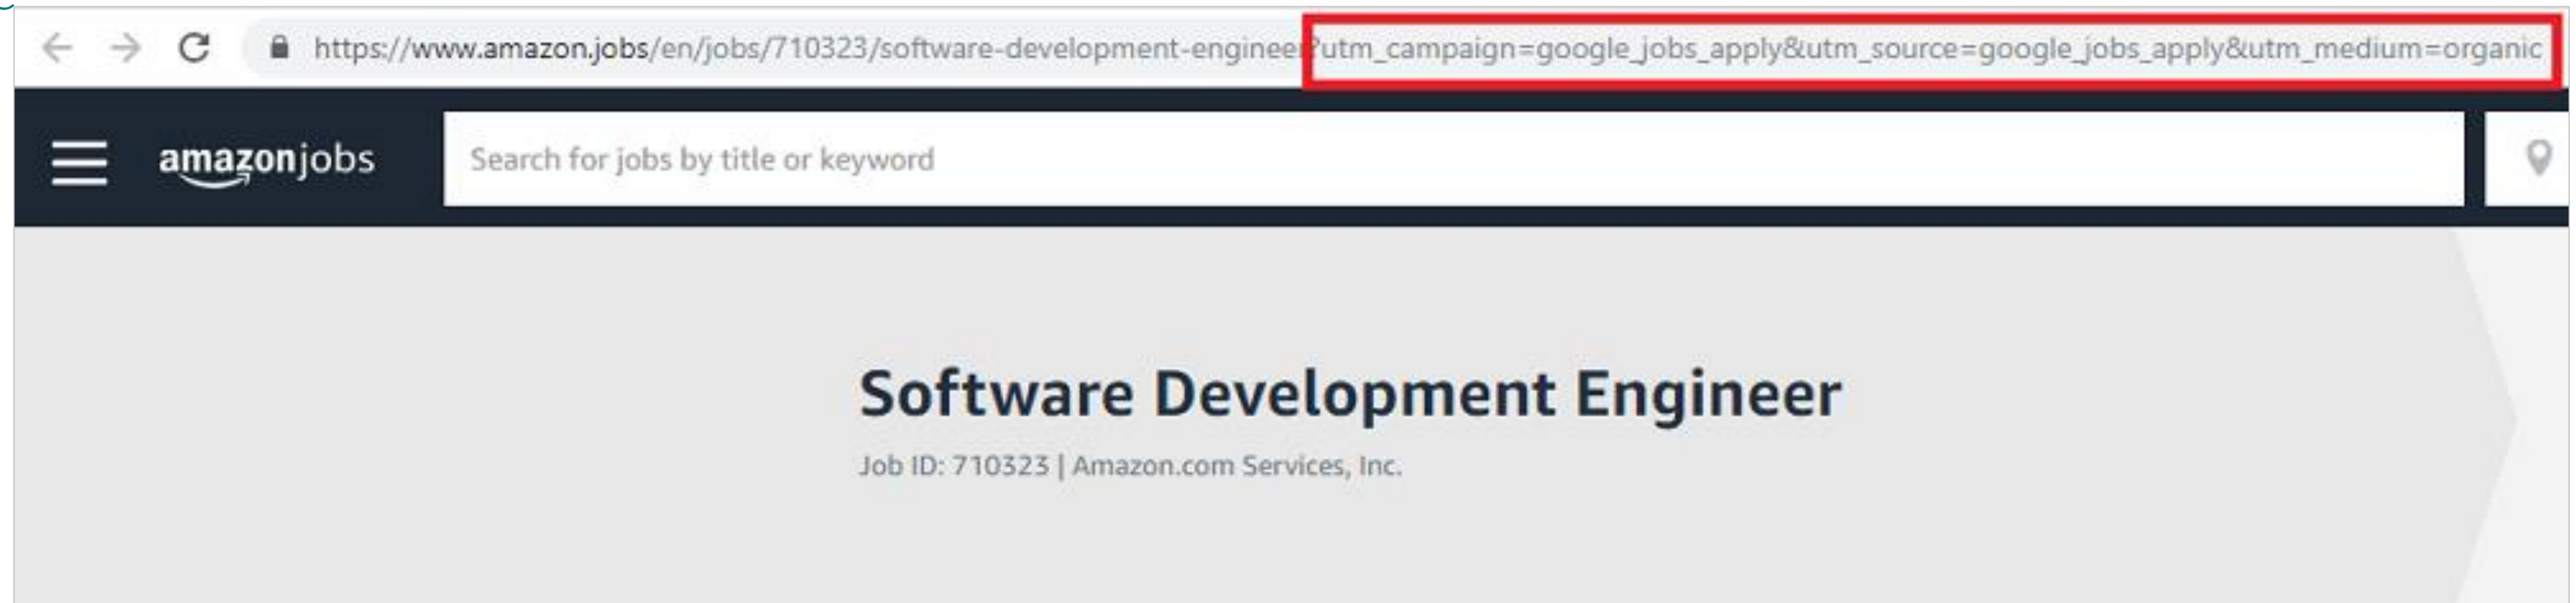 https://www.amazon.jobs/en/jobs/710323/software-development-engineer?utm_campaign=google_jobs_apply&utm_source=google_jobs_apply&utm_medium=organic
amazonjobs
Search for jobs by title or keyword
Software Development Engineer
Job ID: 710323 | Amazon.com Services, Inc.